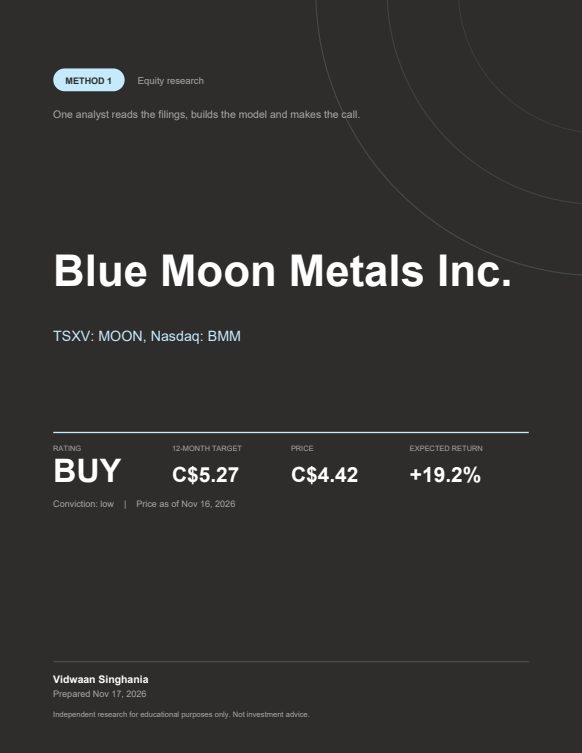 METHOD 1 Equity research
One analyst reads the filings, builds the model and makes the call.
Blue Moon Metals Inc.
TSXV: MOON, Nasdaq: BMM
RATING 12-MONTH TARGET PRICE EXPECTED RETURN
BUY C$5.27 C$4.42 +19.2%
Conviction: low | Price as of Nov 16, 2026
Vidwaan Singhania
Prepared Nov 17, 2026
Independent research for educational purposes only. Not investment advice.